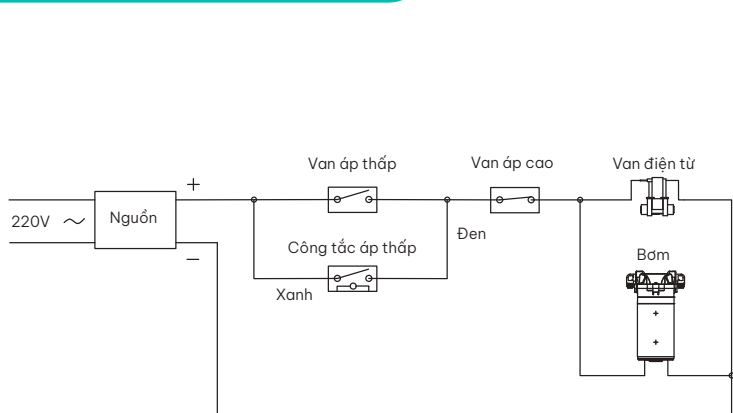 Van áp thấp
Van áp cao
Van điện từ
+
220V ~
Nguồn
Công tắc áp thấp
Đen
Bơm
−
Xanh